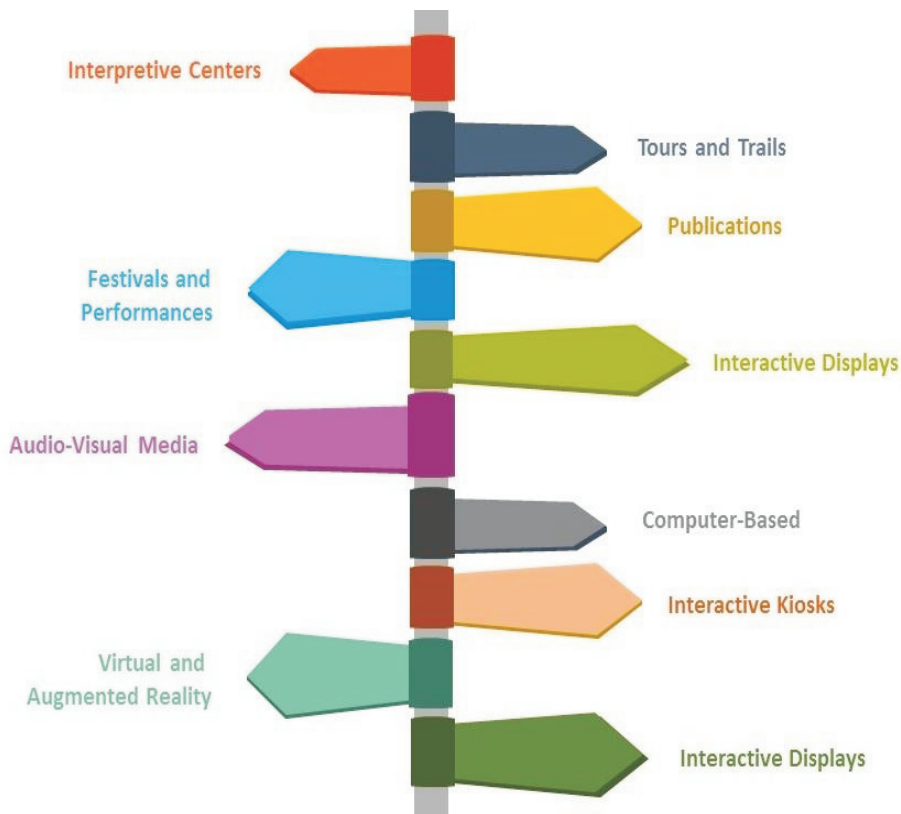 Interpretive Centers
Tours and Trails
Publications
Festivals and
Performances
Interactive Displays
Audio-Visual Media
Computer-Based
Interactive Kiosks
Virtual and
Augmented Reality
Interactive Displays